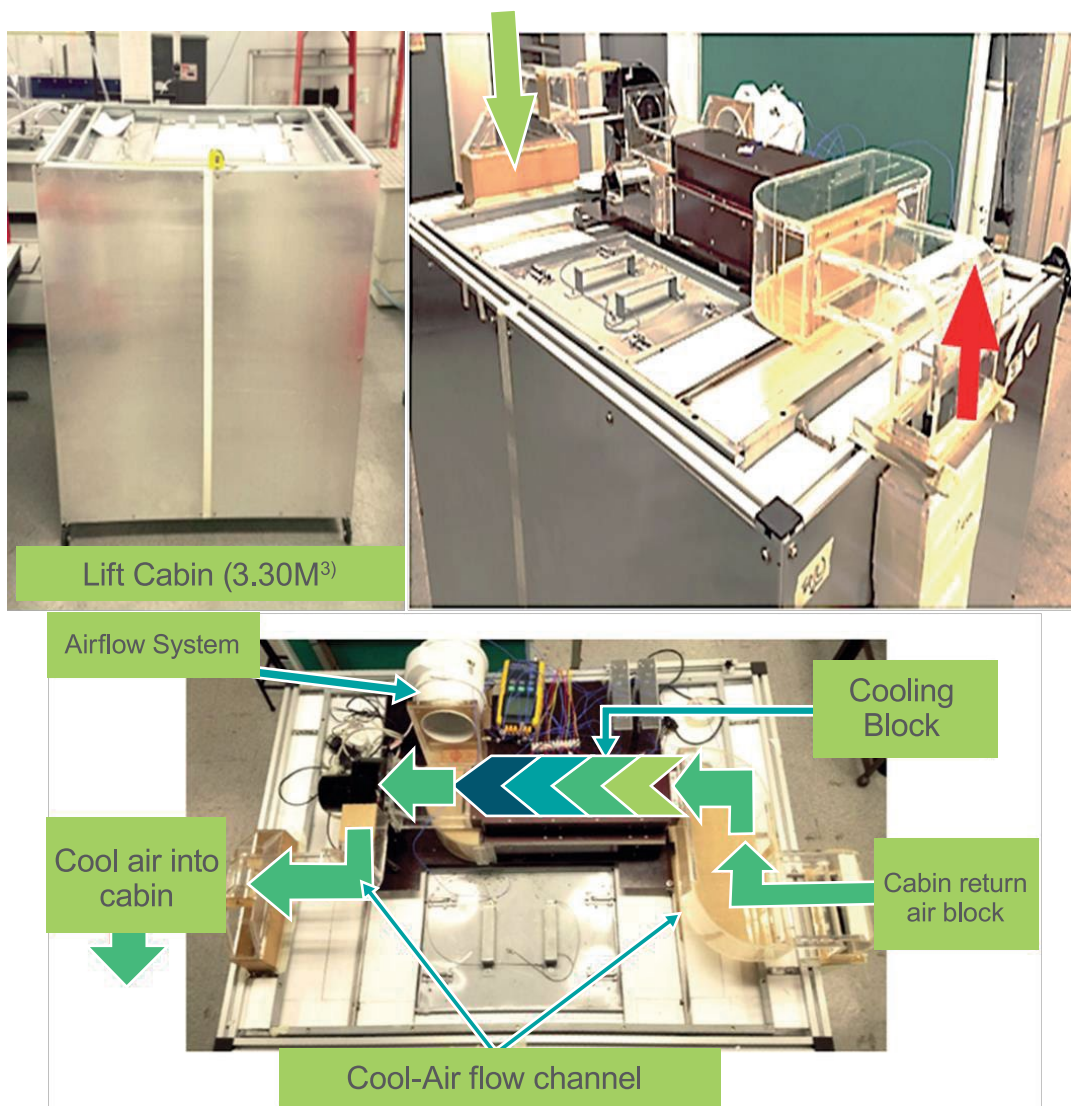 Lift Cabin (3.30M³⁾
Airflow System
Cooling
Block
Cool air into
cabin
Cabin return
air block
Cool-Air flow channel